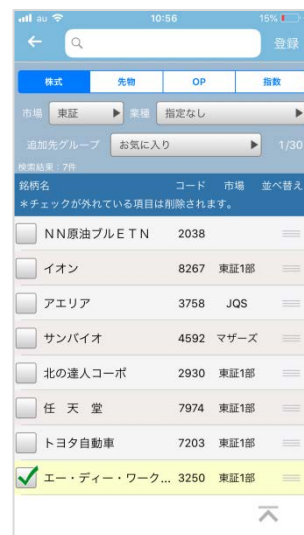 au 10:56 15%
登録
株式 先物 OP 指数
市場 東証 ▶ 業種 指定なし ▶
追加先グループ お気に入り ▶ 1/30
検索結果:7件
銘柄名 コード 市場 並べ替え
*チェックが外れている項目は削除されます。
NN原油ブルETN 2038
イオン 8267 東証1部
アエリア 3758 JQS
サンバイオ 4592 マザーズ
北の達人コーポ 2930 東証1部
任 天 堂 7974 東証1部
トヨタ自動車 7203 東証1部
エー・ディー・ワーク... 3250 東証1部